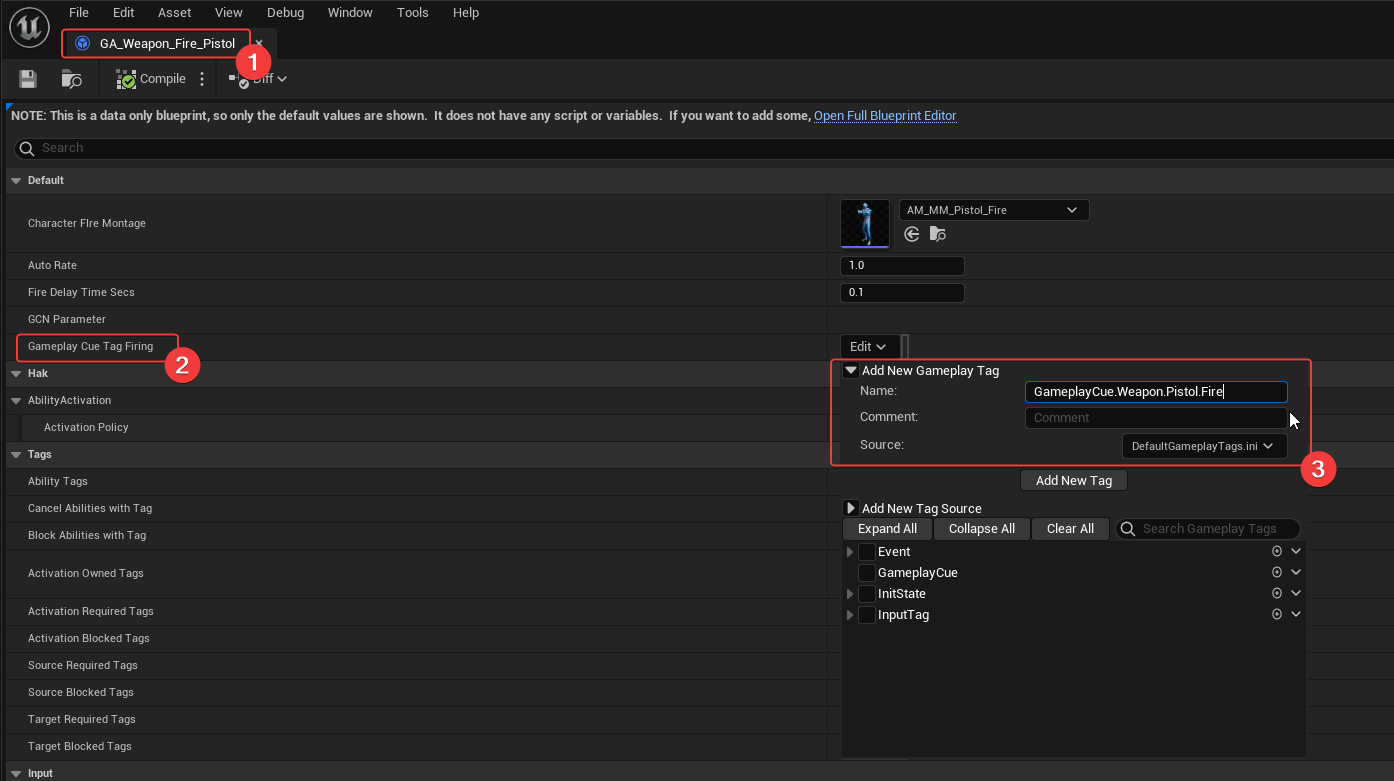 File Edit Asset View Debug Window Tools Help
GA_Weapon_Fire_Pistol
1
Compile Diff
NOTE: This is a data only blueprint, so only the default values are shown. It does not have any script or variables. If you want to add some, Open Full Blueprint Editor
Search
Default
Character FIre Montage
AM_MM_Pistol_Fire
Auto Rate 1.0
Fire Delay Time Secs 0.1
GCN Parameter
Gameplay Cue Tag Firing Edit
2
Hak Add New Gameplay Tag
AbilityActivation Name: GameplayCue.Weapon.Pistol.Fire
Comment: Comment
Activation Policy
Source: DefaultGameplayTags.ini
Tags
3
Ability Tags Add New Tag
Cancel Abilities with Tag Add New Tag Source
Block Abilities with Tag Expand All Collapse All Clear All Search Gameplay Tags
Event
Activation Owned Tags GameplayCue
InitState
Activation Required Tags InputTag
Activation Blocked Tags
Source Required Tags
Source Blocked Tags
Target Required Tags
Target Blocked Tags
Input